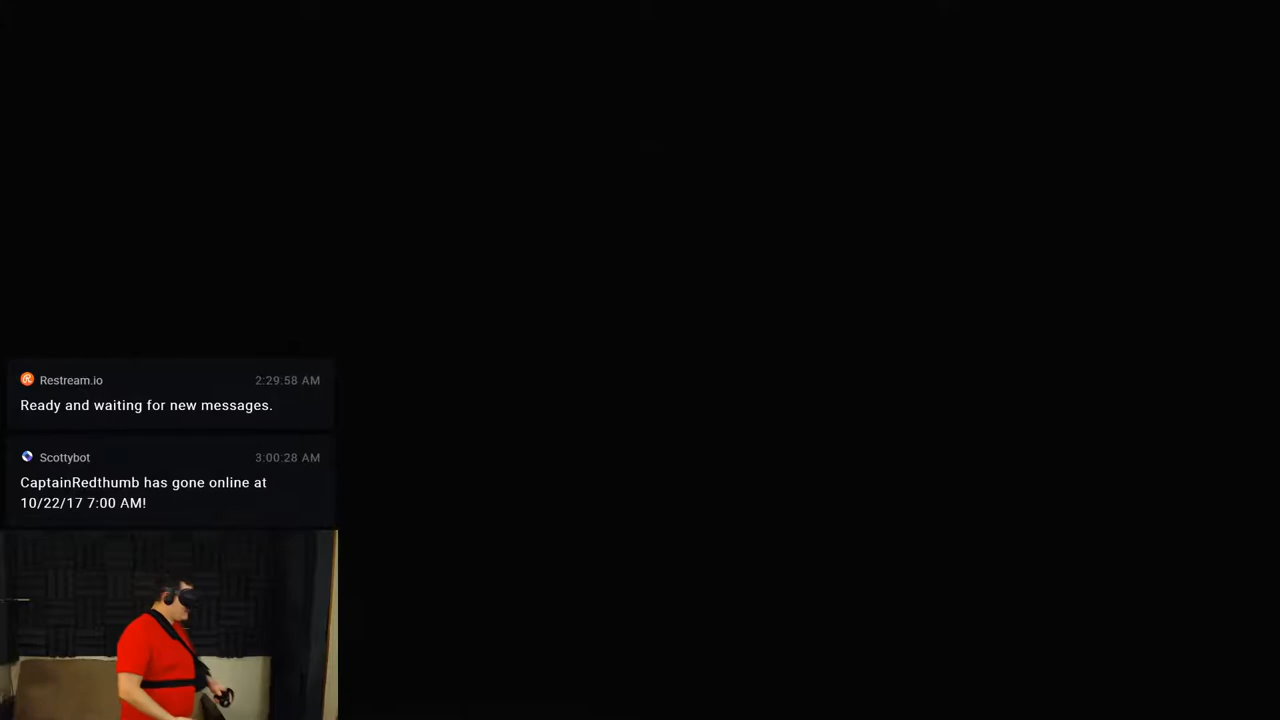 Restream.io 2:29:58 AM
Ready and waiting for new messages.
Scottybot 3:00:28 AM
CaptainRedthumb has gone online at
10/22/17 7:00 AM!